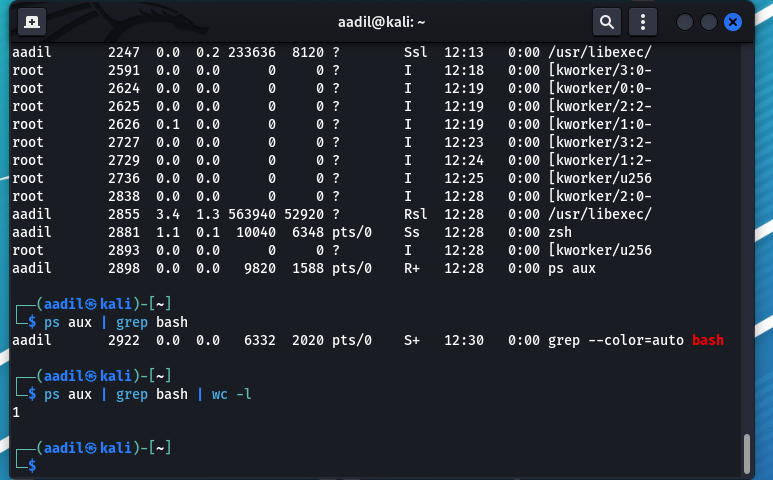 aadil@kali: ~
aadil 2247 0.0 0.2 233636 8120 ? Ssl 12:13 0:00 /usr/libexec/
root 2591 0.0 0.0 0 0 ? I 12:18 0:00 [kworker/3:0-
root 2624 0.0 0.0 0 0 ? I 12:19 0:00 [kworker/0:0-
root 2625 0.0 0.0 0 0 ? I 12:19 0:00 [kworker/2:2-
root 2626 0.1 0.0 0 0 ? I 12:19 0:00 [kworker/1:0-
root 2727 0.0 0.0 0 0 ? I 12:23 0:00 [kworker/3:2-
root 2729 0.0 0.0 0 0 ? I 12:24 0:00 [kworker/1:2-
root 2736 0.0 0.0 0 0 ? I 12:25 0:00 [kworker/u256
root 2838 0.0 0.0 0 0 ? I 12:28 0:00 [kworker/2:0-
aadil 2855 3.4 1.3 563940 52920 ? Rsl 12:28 0:00 /usr/libexec/
aadil 2881 1.1 0.1 10040 6348 pts/0 Ss 12:28 0:00 zsh
root 2893 0.0 0.0 0 0 ? I 12:28 0:00 [kworker/u256
aadil 2898 0.0 0.0 9820 1588 pts/0 R+ 12:28 0:00 ps aux
┌──(aadil㉿kali)-[~]
└─$ ps aux | grep bash
aadil 2922 0.0 0.0 6332 2020 pts/0 S+ 12:30 0:00 grep --color=auto bash
┌──(aadil㉿kali)-[~]
└─$ ps aux | grep bash | wc -l
1
┌──(aadil㉿kali)-[~]
└─$